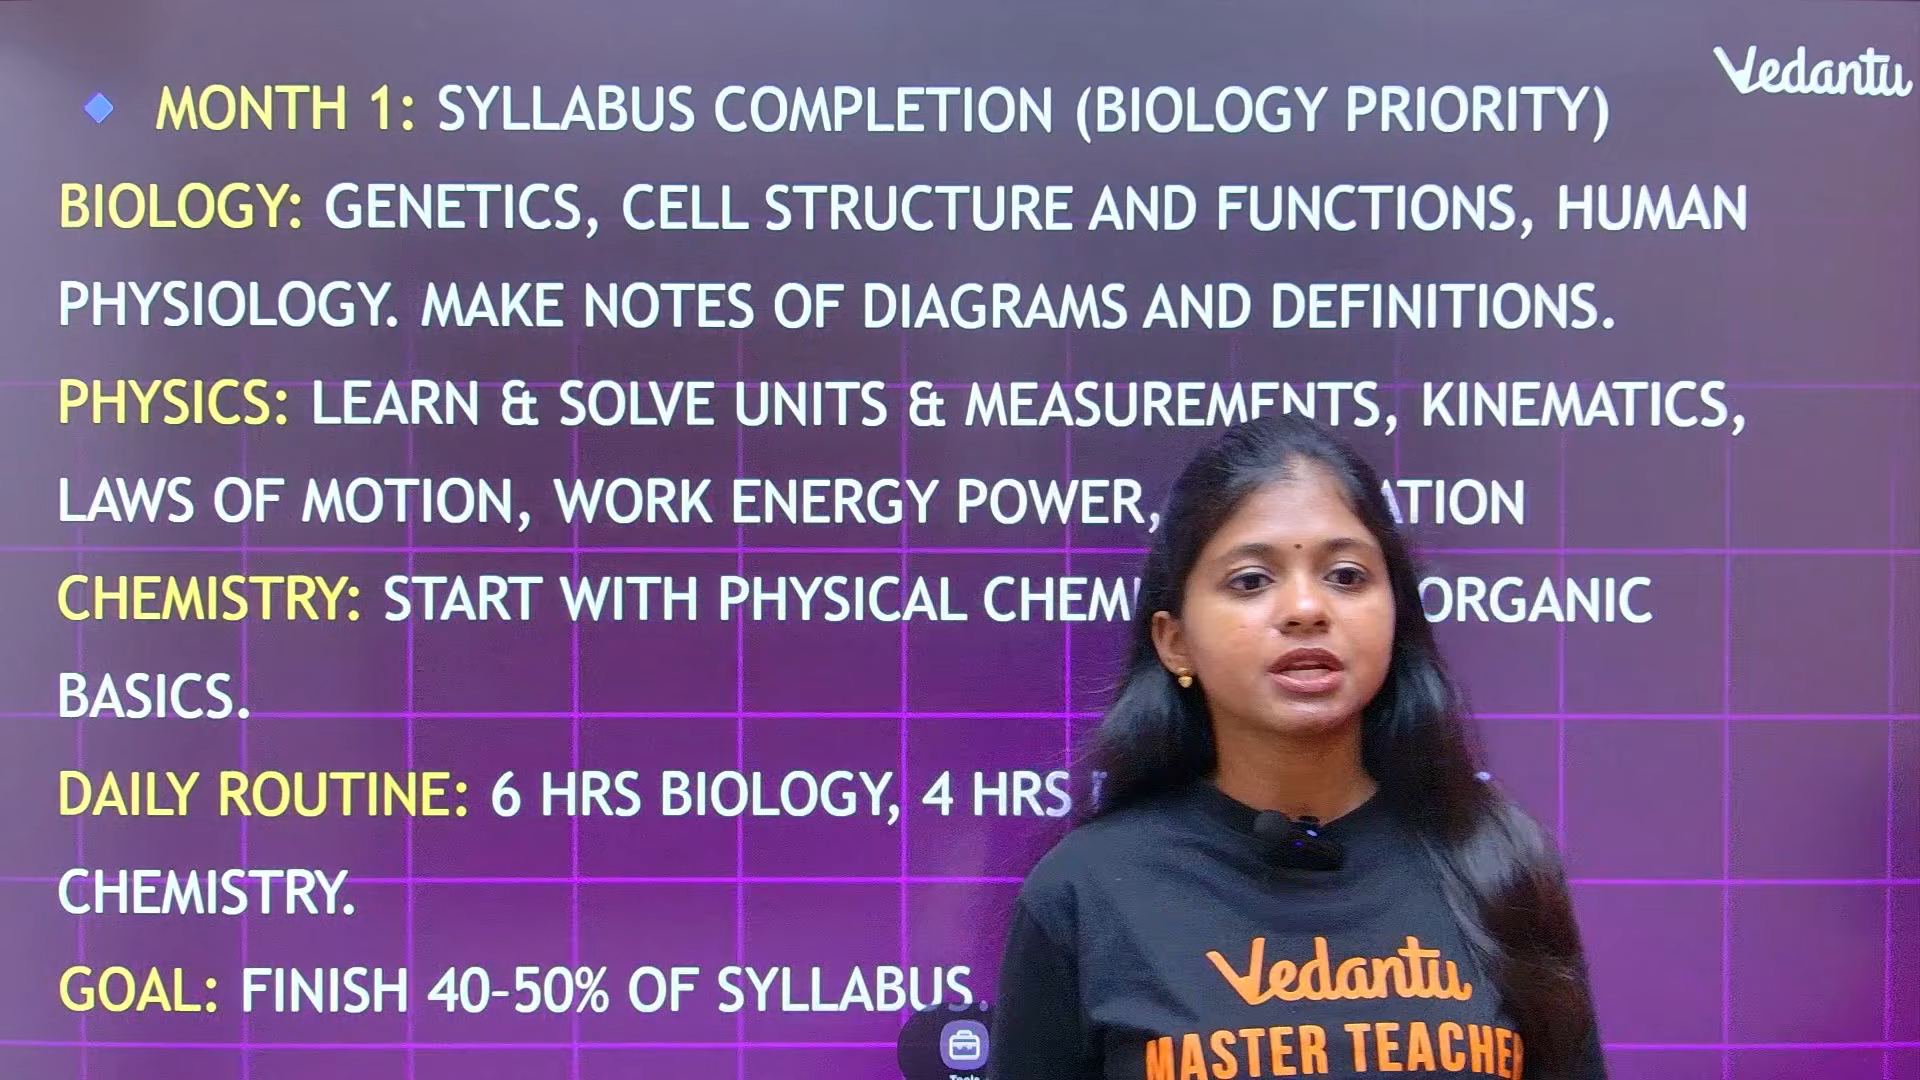 Vedantu
MONTH 1: SYLLABUS COMPLETION (BIOLOGY PRIORITY)
BIOLOGY: GENETICS, CELL STRUCTURE AND FUNCTIONS, HUMAN
PHYSIOLOGY. MAKE NOTES OF DIAGRAMS AND DEFINITIONS.
PHYSICS: LEARN & SOLVE UNITS & MEASUREMENTS, KINEMATICS,
LAWS OF MOTION, WORK ENERGY POWER,
CHEMISTRY: START WITH PHYSICAL ORGANIC
BASICS.
DAILY ROUTINE: 6 HRS BIOLOGY, 4 HRS
CHEMISTRY.
GOAL: FINISH 40-50% OF SYLLABUS.
Vedantu
MASTER TEACHER